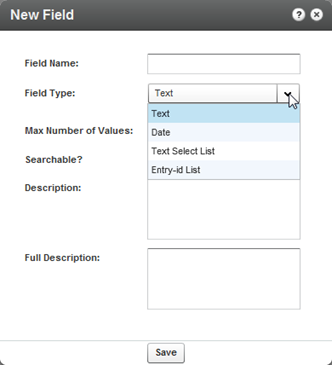 New Field
Field Name:
Field Type: Text
Text
Date
Max Number of Values:
Text Select List
Searchable?
Entry-id List
Description:
Full Description:
Save